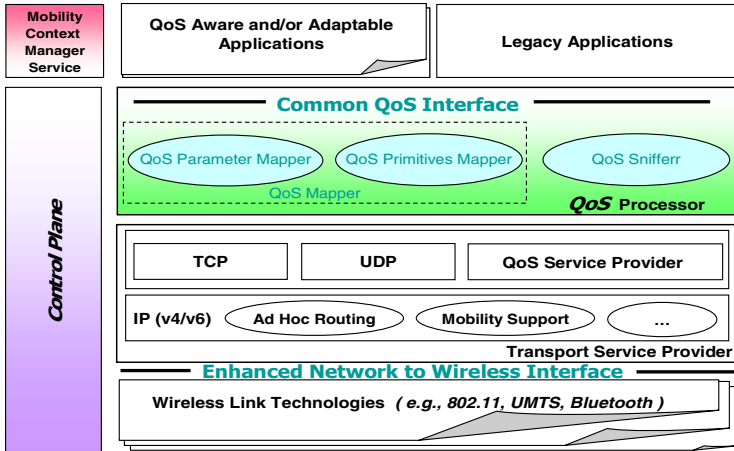 Mobility
Context
Manager
Service
QoS Aware and/or Adaptable
Applications
Legacy Applications
Control Plane
Common QoS Interface
QoS Parameter Mapper
QoS Primitives Mapper
QoS Snifferr
QoS Mapper
QoS Processor
TCP
UDP
QoS Service Provider
IP (v4/v6)
Ad Hoc Routing
Mobility Support
...
Transport Service Provider
Enhanced Network to Wireless Interface
Wireless Link Technologies ( e.g., 802.11, UMTS, Bluetooth )